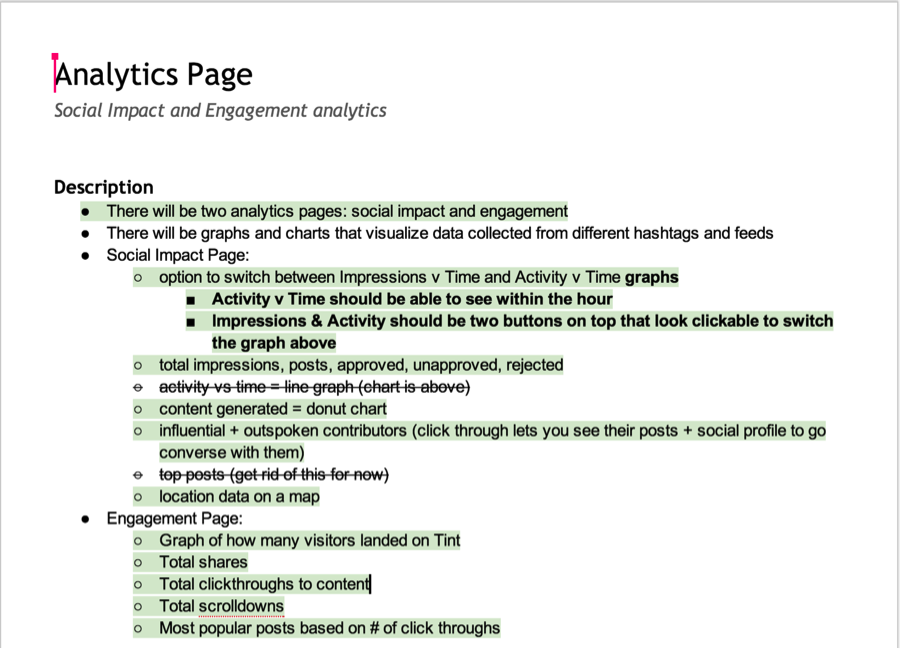 Analytics Page
Social Impact and Engagement analytics
Description
● There will be two analytics pages: social impact and engagement
● There will be graphs and charts that visualize data collected from different hashtags and feeds
● Social Impact Page:
○ option to switch between Impressions v Time and Activity v Time graphs
■ Activity v Time should be able to see within the hour
■ Impressions & Activity should be two buttons on top that look clickable to switch
the graph above
○ total impressions, posts, approved, unapproved, rejected
○ activity vs time = line graph (chart is above)
○ content generated = donut chart
○ influential + outspoken contributors (click through lets you see their posts + social profile to go
converse with them)
○ top posts (get rid of this for now)
○ location data on a map
● Engagement Page:
○ Graph of how many visitors landed on Tint
○ Total shares
○ Total clickthroughs to content
○ Total scrolldowns
○ Most popular posts based on # of click throughs